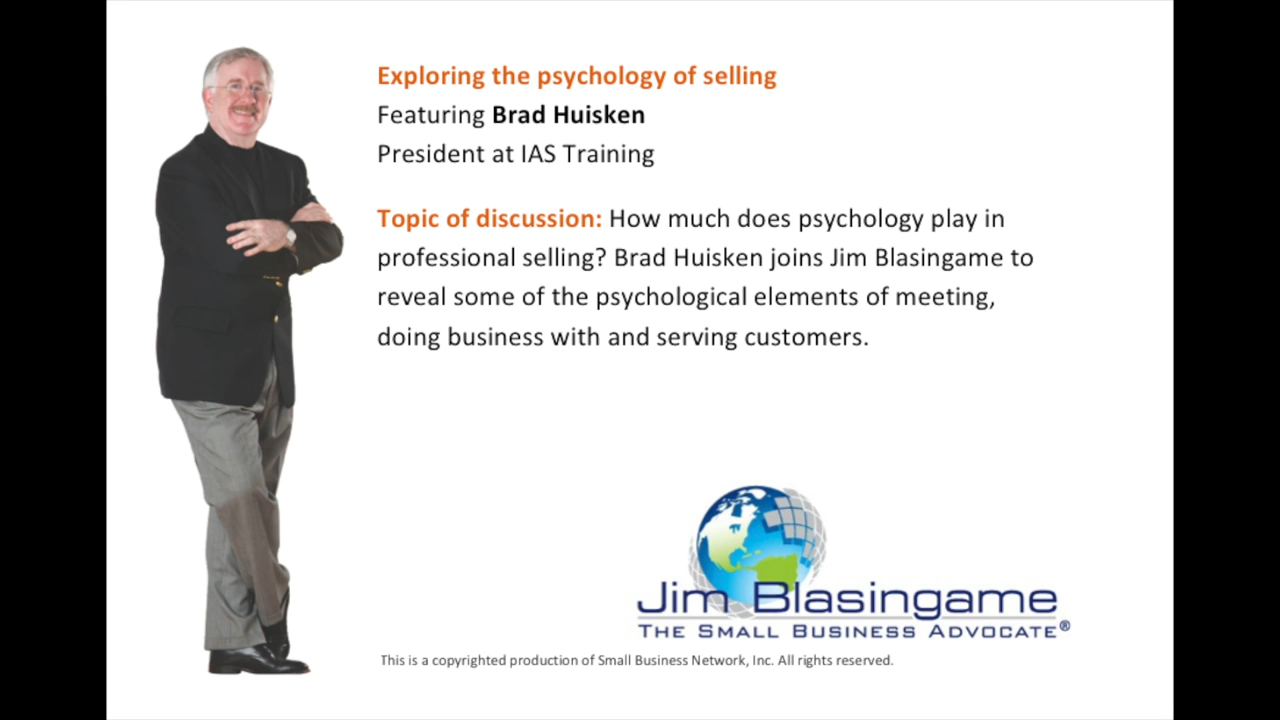 Exploring the psychology of selling
Featuring Brad Huisken
President at IAS Training
Topic of discussion: How much does psychology play in
professional selling? Brad Huisken joins Jim Blasingame to
reveal some of the psychological elements of meeting,
doing business with and serving customers.
Jim Blasingame
THE SMALL BUSINESS ADVOCATE®
This is a copyrighted production of Small Business Network, Inc. All rights reserved.